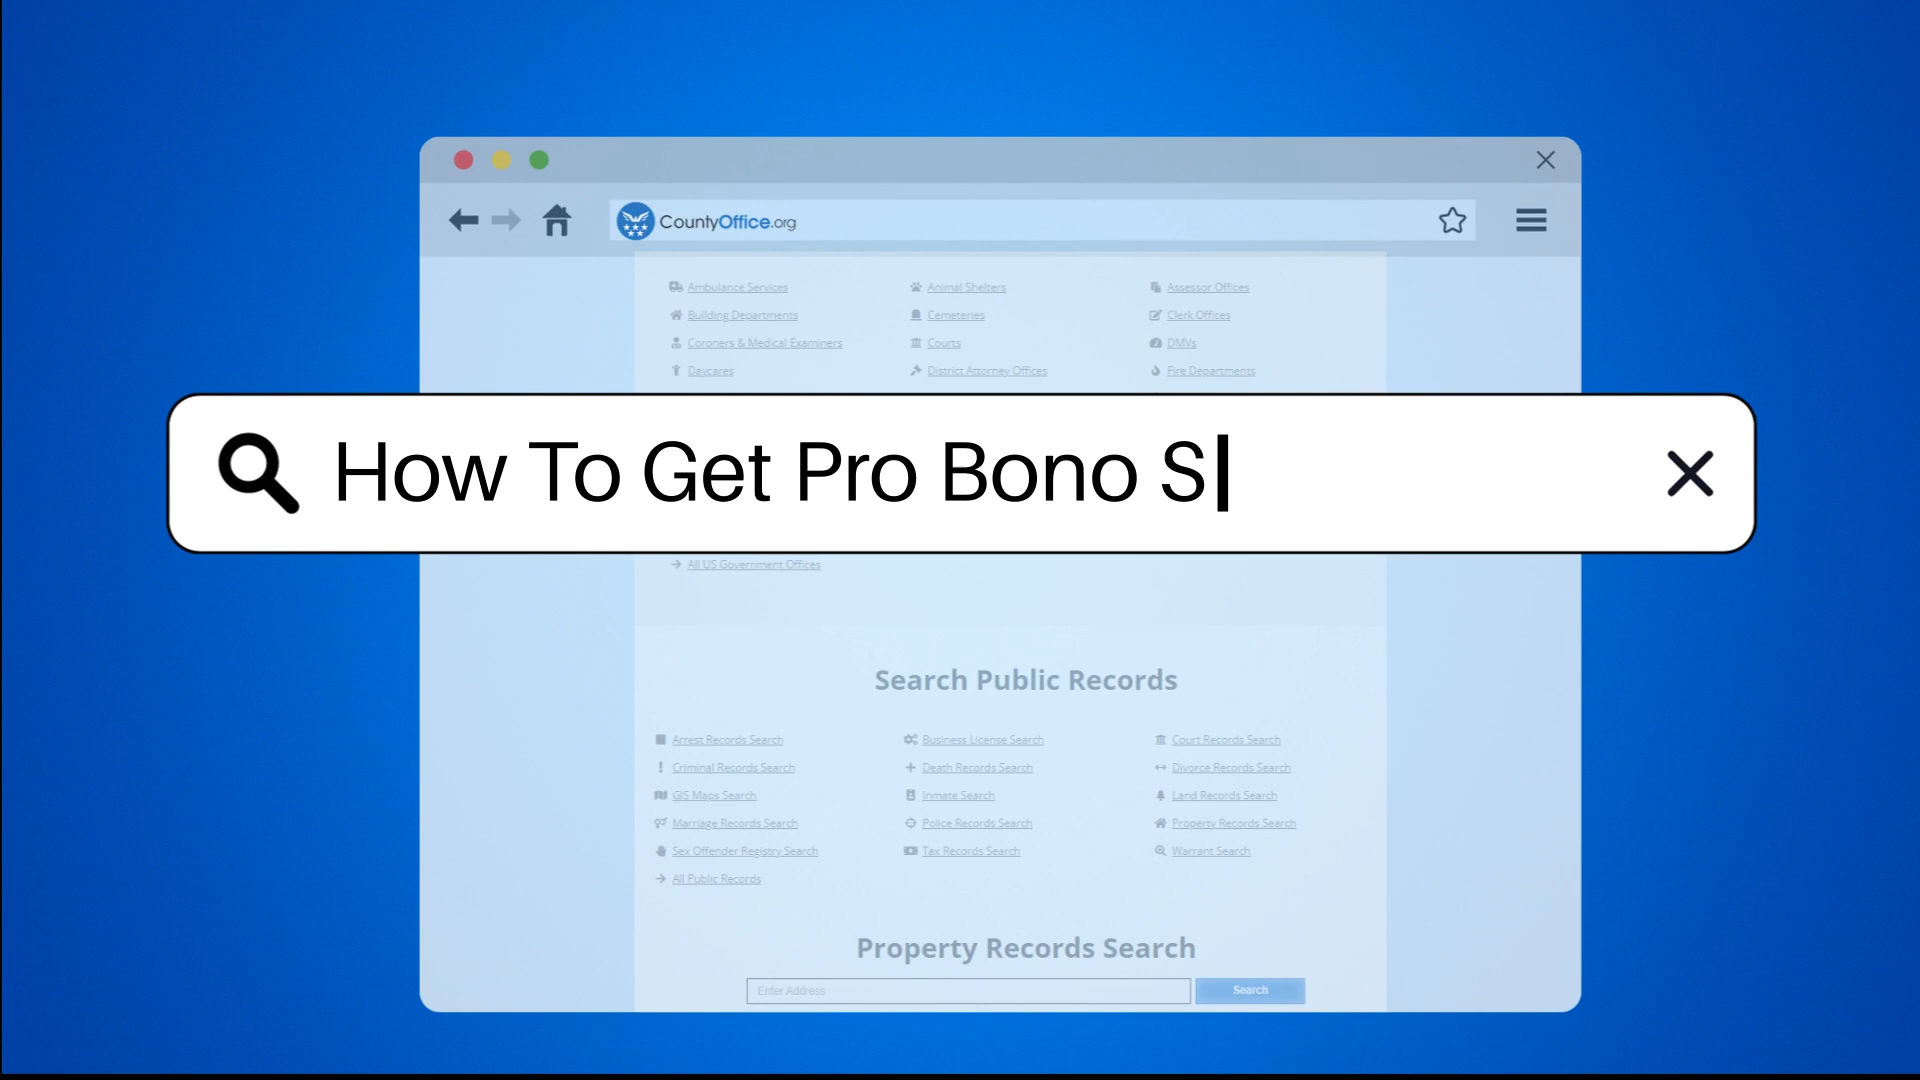 CountyOffice.org
Ambulance Services Animal Shelters Assessor Offices
Building Departments Cemeteries Clerk Offices
Coroners & Medical Examiners Courts DMVs
Daycares District Attorney Offices Fire Departments
How To Get Pro Bono S
All US Government Offices
Search Public Records
Arrest Records Search Business License Search Court Records Search
Criminal Records Search Death Records Search Divorce Records Search
GIS Maps Search Inmate Search Land Records Search
Marriage Records Search Police Records Search Property Records Search
Sex Offender Registry Search Tax Records Search Warrant Search
All Public Records
Property Records Search
Enter Address Search